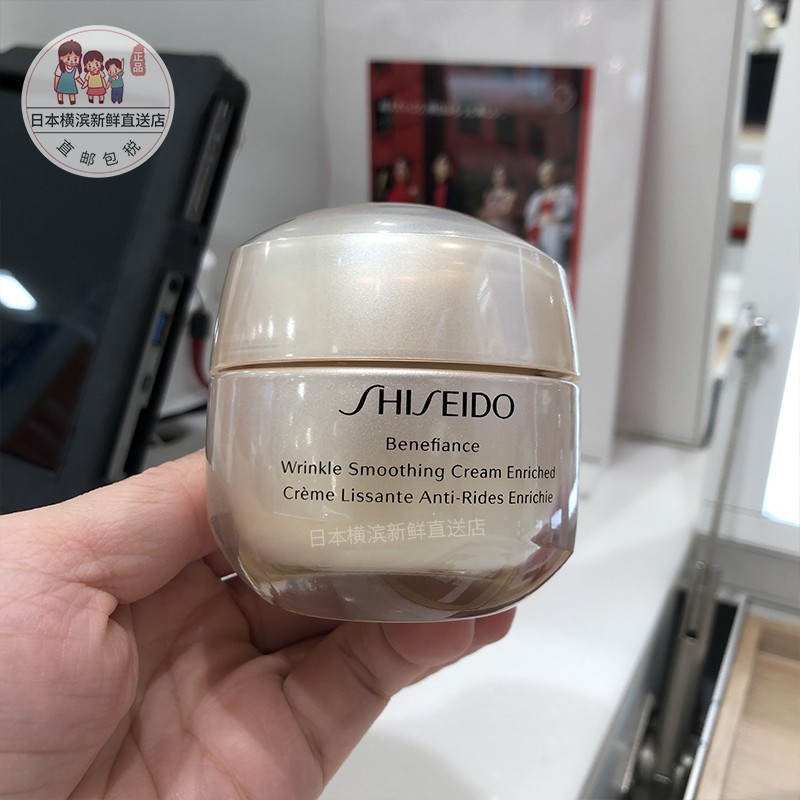 正品
日本横滨新鲜直送店
直邮包税
SHISEIDO
Benefiance
Wrinkle Smoothing Cream Enriched
Crème Lissante Anti-Rides Enrichie
日本横滨新鲜直送店